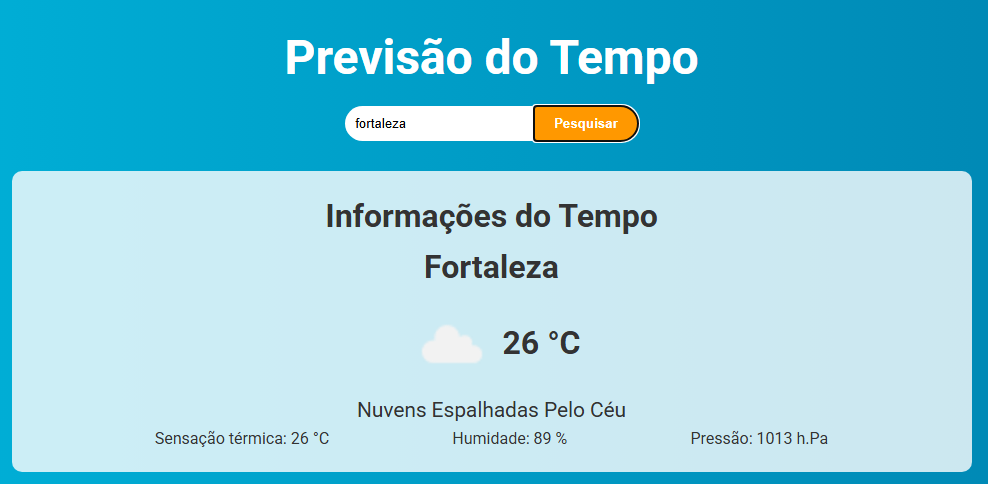 Previsão do Tempo
fortaleza Pesquisar
Informações do Tempo
Fortaleza
26 °C
Nuvens Espalhadas Pelo Céu
Sensação térmica: 26 °C Humidade: 89 % Pressão: 1013 h.Pa